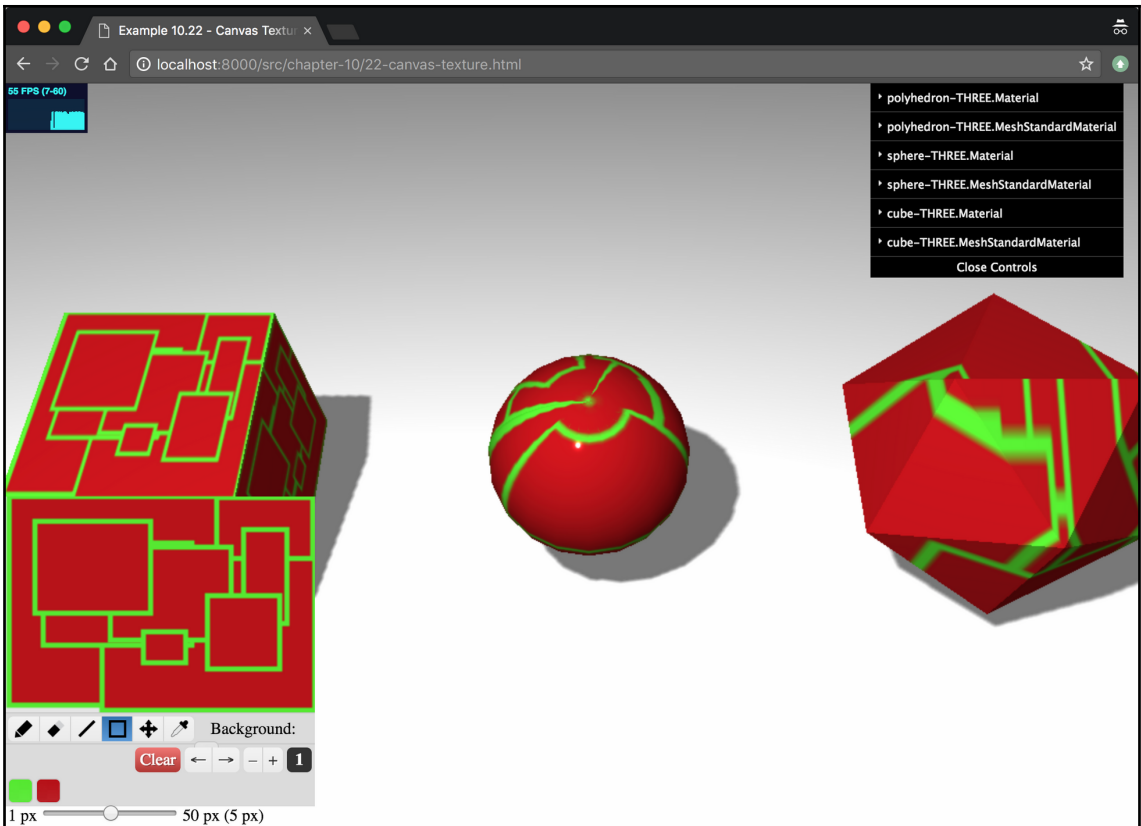 Example 10.22 - Canvas Textur
localhost:8000/src/chapter-10/22-canvas-texture.html
55 FPS (7-60)
polyhedron-THREE.Material
polyhedron-THREE.MeshStandardMaterial
sphere-THREE.Material
sphere-THREE.MeshStandardMaterial
cube-THREE.Material
cube-THREE.MeshStandardMaterial
Close Controls
Background:
Clear ← → − + 1
1 px 50 px (5 px)